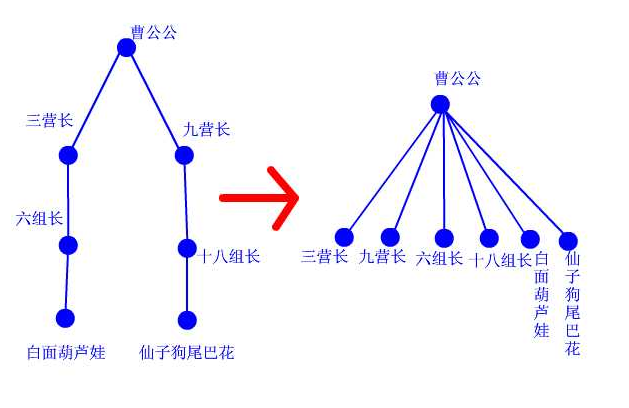 曹公公
三营长
九营长
六组长
十八组长
白面葫芦娃
仙子狗尾巴花
曹公公
三营长
九营长
六组长
十八组长
白面葫芦娃
仙子狗尾巴花